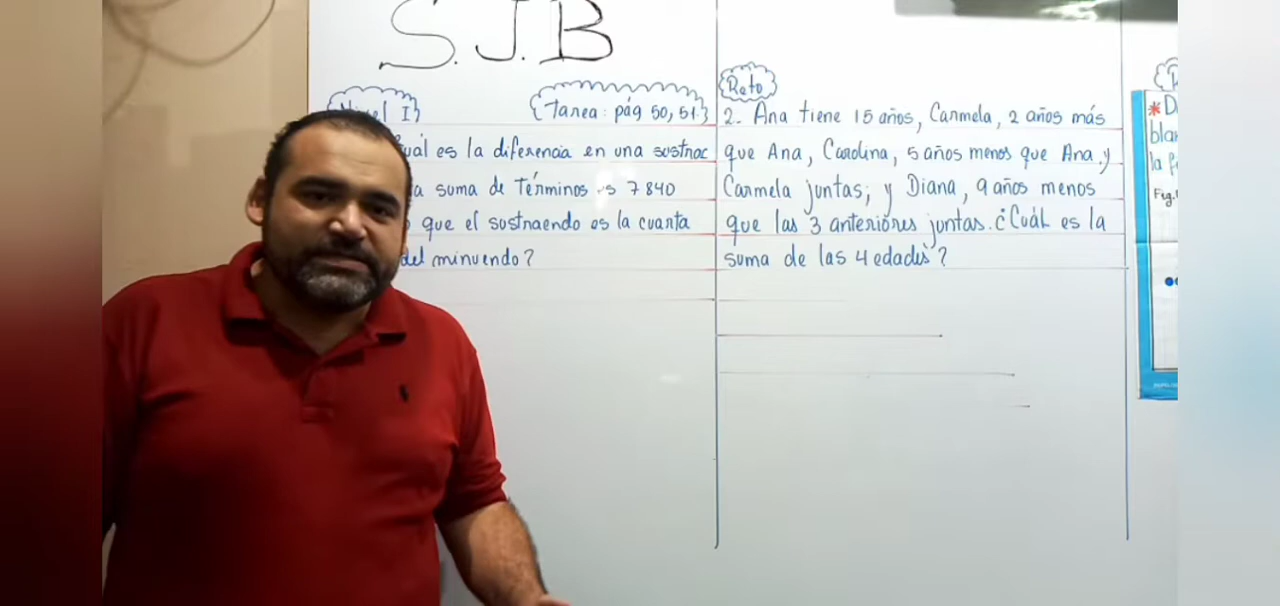 S.J.B
Nivel I
{Tarea: pág 50, 51}
uál es la diferencia en una sustrac
a suma de términos es 7 840
que el sustraendo es la cuarta
del minuendo?
Reto
2. Ana tiene 15 años, Carmela, 2 años más
que Ana, Carolina, 5 años menos que Ana y
Carmela juntas; y Diana, 9 años menos
que las 3 anteriores juntas. ¿Cuál es la
suma de las 4 edades?
*D
bla
la f
Fig.